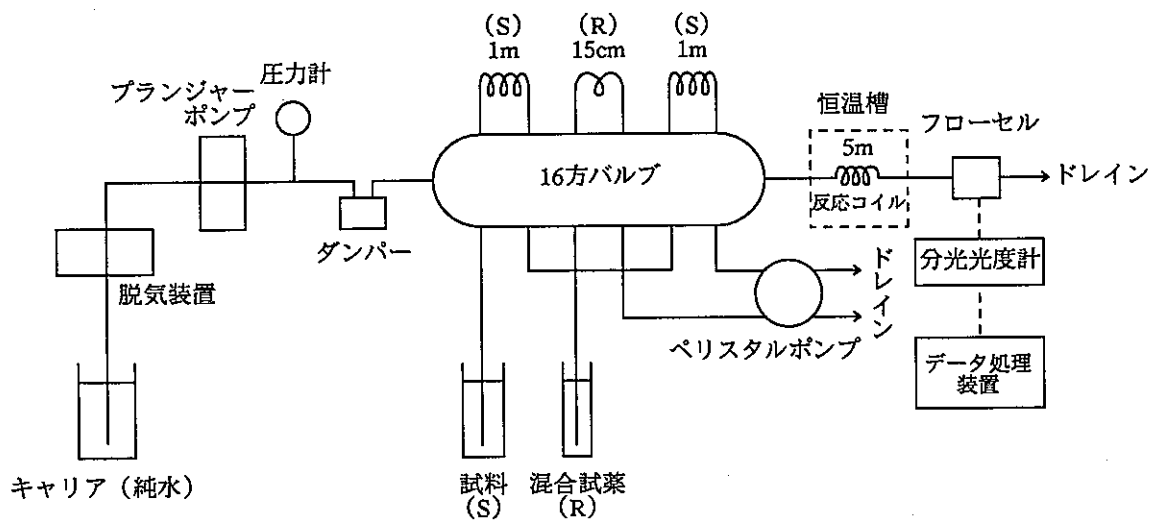 (S)
1m
(R)
15cm
(S)
1m
プランジャー
ポンプ
圧力計
恒温槽
5m
反応コイル
フローセル
ドレイン
16方バルブ
ダンパー
脱気装置
ドレイン
分光光度計
ペリスタルポンプ
データ処理
装置
キャリア(純水)
試料
(S)
混合試薬
(R)